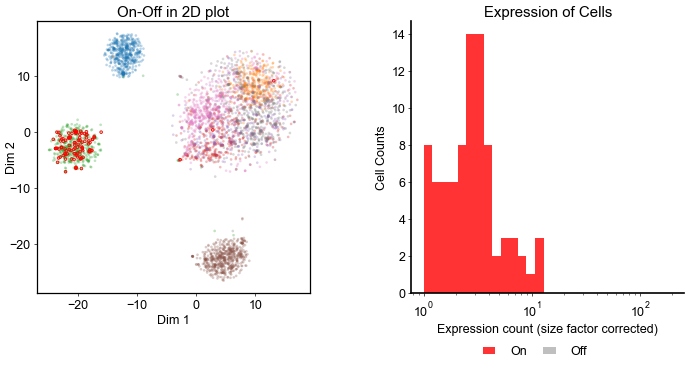 On-Off in 2D plot
10
0
−10
−20
Dim 2
−20 −10 0 10
Dim 1
Expression of Cells
14
12
10
8
6
4
2
0
Cell Counts
10⁰ 10¹ 10²
Expression count (size factor corrected)
On Off